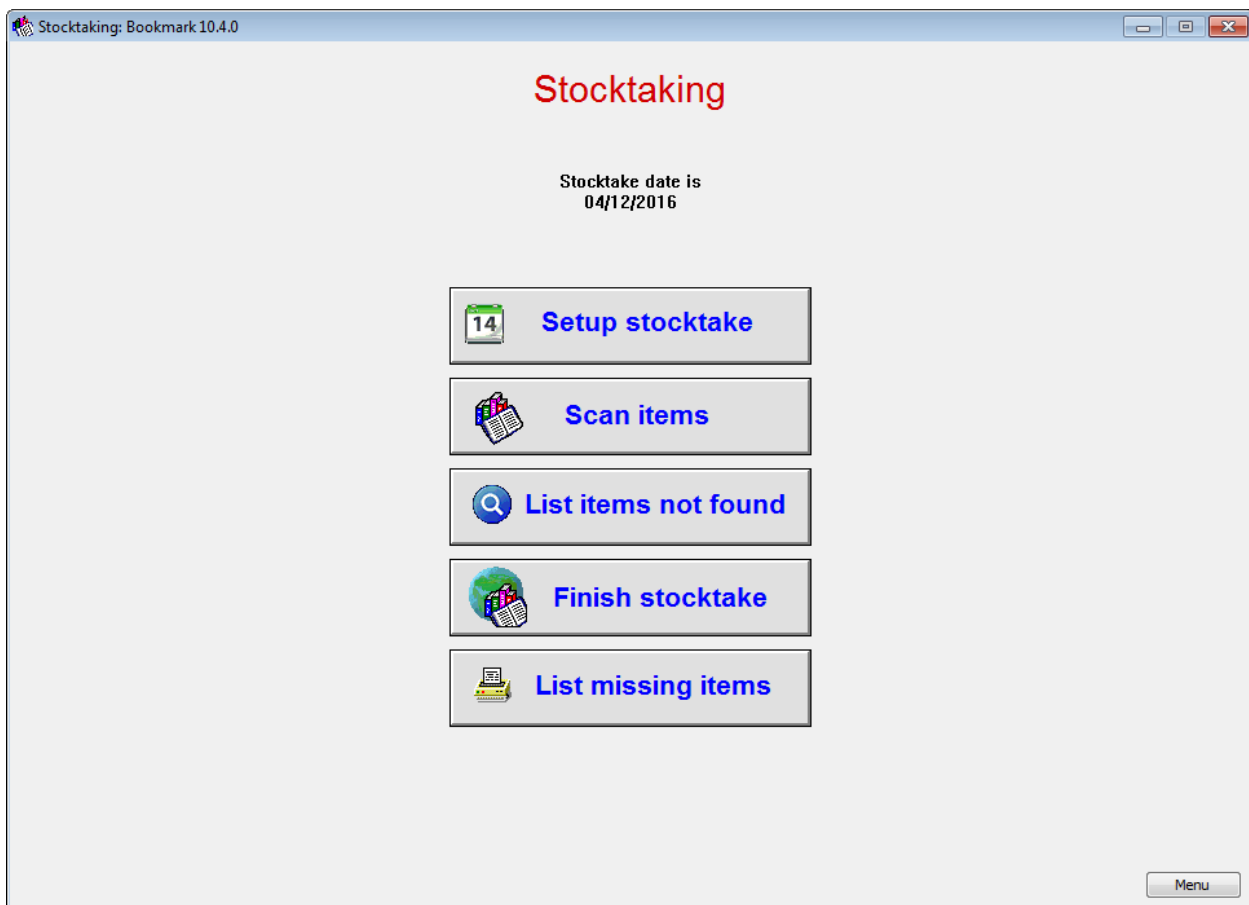 Stocktaking: Bookmark 10.4.0
Stocktaking
Stocktake date is
04/12/2016
14
Setup stocktake
Scan items
List items not found
Finish stocktake
List missing items
Menu